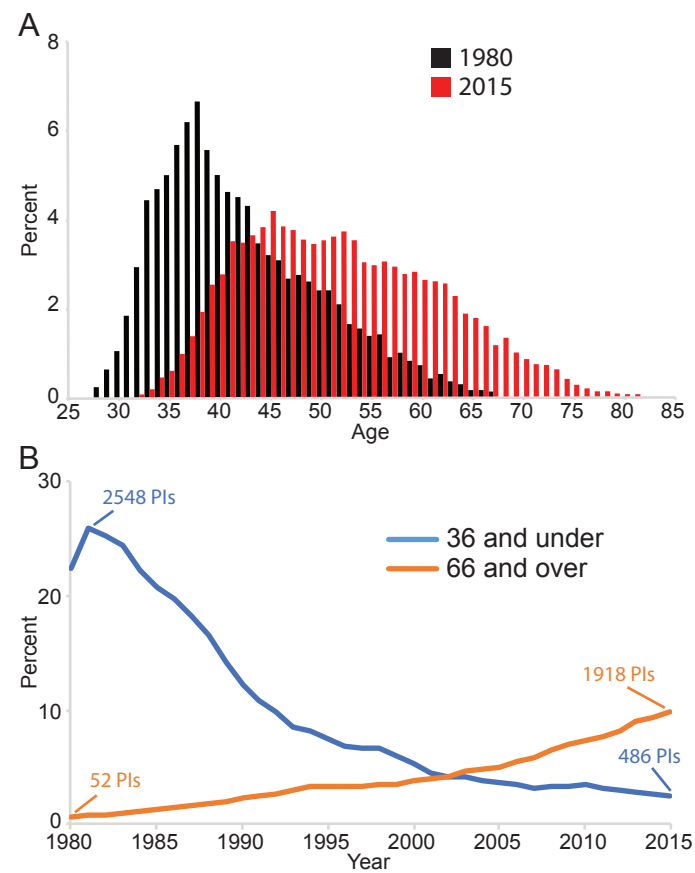 A
8
1980
2015
6
Percent
4
2
0
25 30 35 40 45 50 55 60 65 70 75 80 85
Age
B
30
2548 PIs
36 and under
66 and over
20
Percent
1918 PIs
10
486 PIs
52 PIs
0
1980 1985 1990 1995 2000 2005 2010 2015
Year